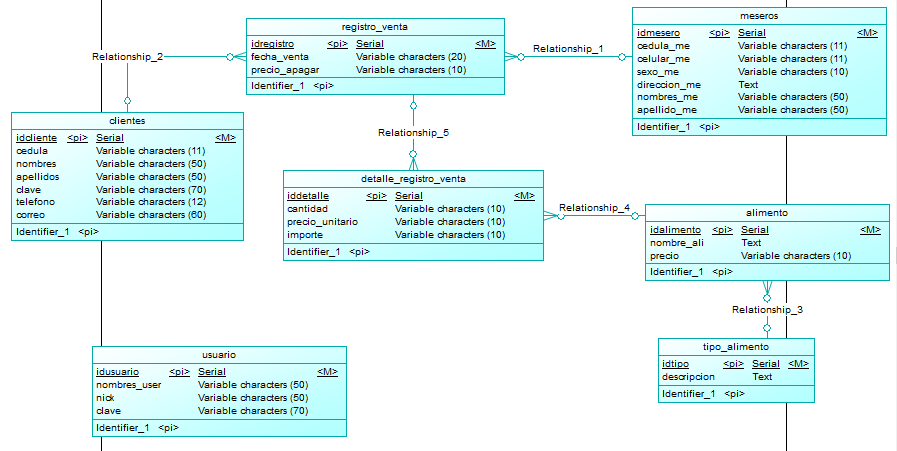 registro_venta
idregistro <pi> Serial <M>
fecha_venta Variable characters (20)
precio_apagar Variable characters (10)
Identifier_1 <pi>
meseros
idmesero <pi> Serial <M>
cedula_me Variable characters (11)
celular_me Variable characters (11)
sexo_me Variable characters (10)
direccion_me Text
nombres_me Variable characters (50)
apellido_me Variable characters (50)
Identifier_1 <pi>
Relationship_2
Relationship_1
clientes
idcliente <pi> Serial <M>
cedula Variable characters (11)
nombres Variable characters (50)
apellidos Variable characters (50)
clave Variable characters (70)
telefono Variable characters (12)
correo Variable characters (60)
Identifier_1 <pi>
Relationship_5
detalle_registro_venta
iddetalle <pi> Serial <M>
cantidad Variable characters (10)
precio_unitario Variable characters (10)
importe Variable characters (10)
Identifier_1 <pi>
Relationship_4
alimento
idalimento <pi> Serial <M>
nombre_ali Text
precio Variable characters (10)
Identifier_1 <pi>
Relationship_3
tipo_alimento
idtipo <pi> Serial <M>
descripcion Text
Identifier_1 <pi>
usuario
idusuario <pi> Serial <M>
nombres_user Variable characters (50)
nick Variable characters (50)
clave Variable characters (70)
Identifier_1 <pi>